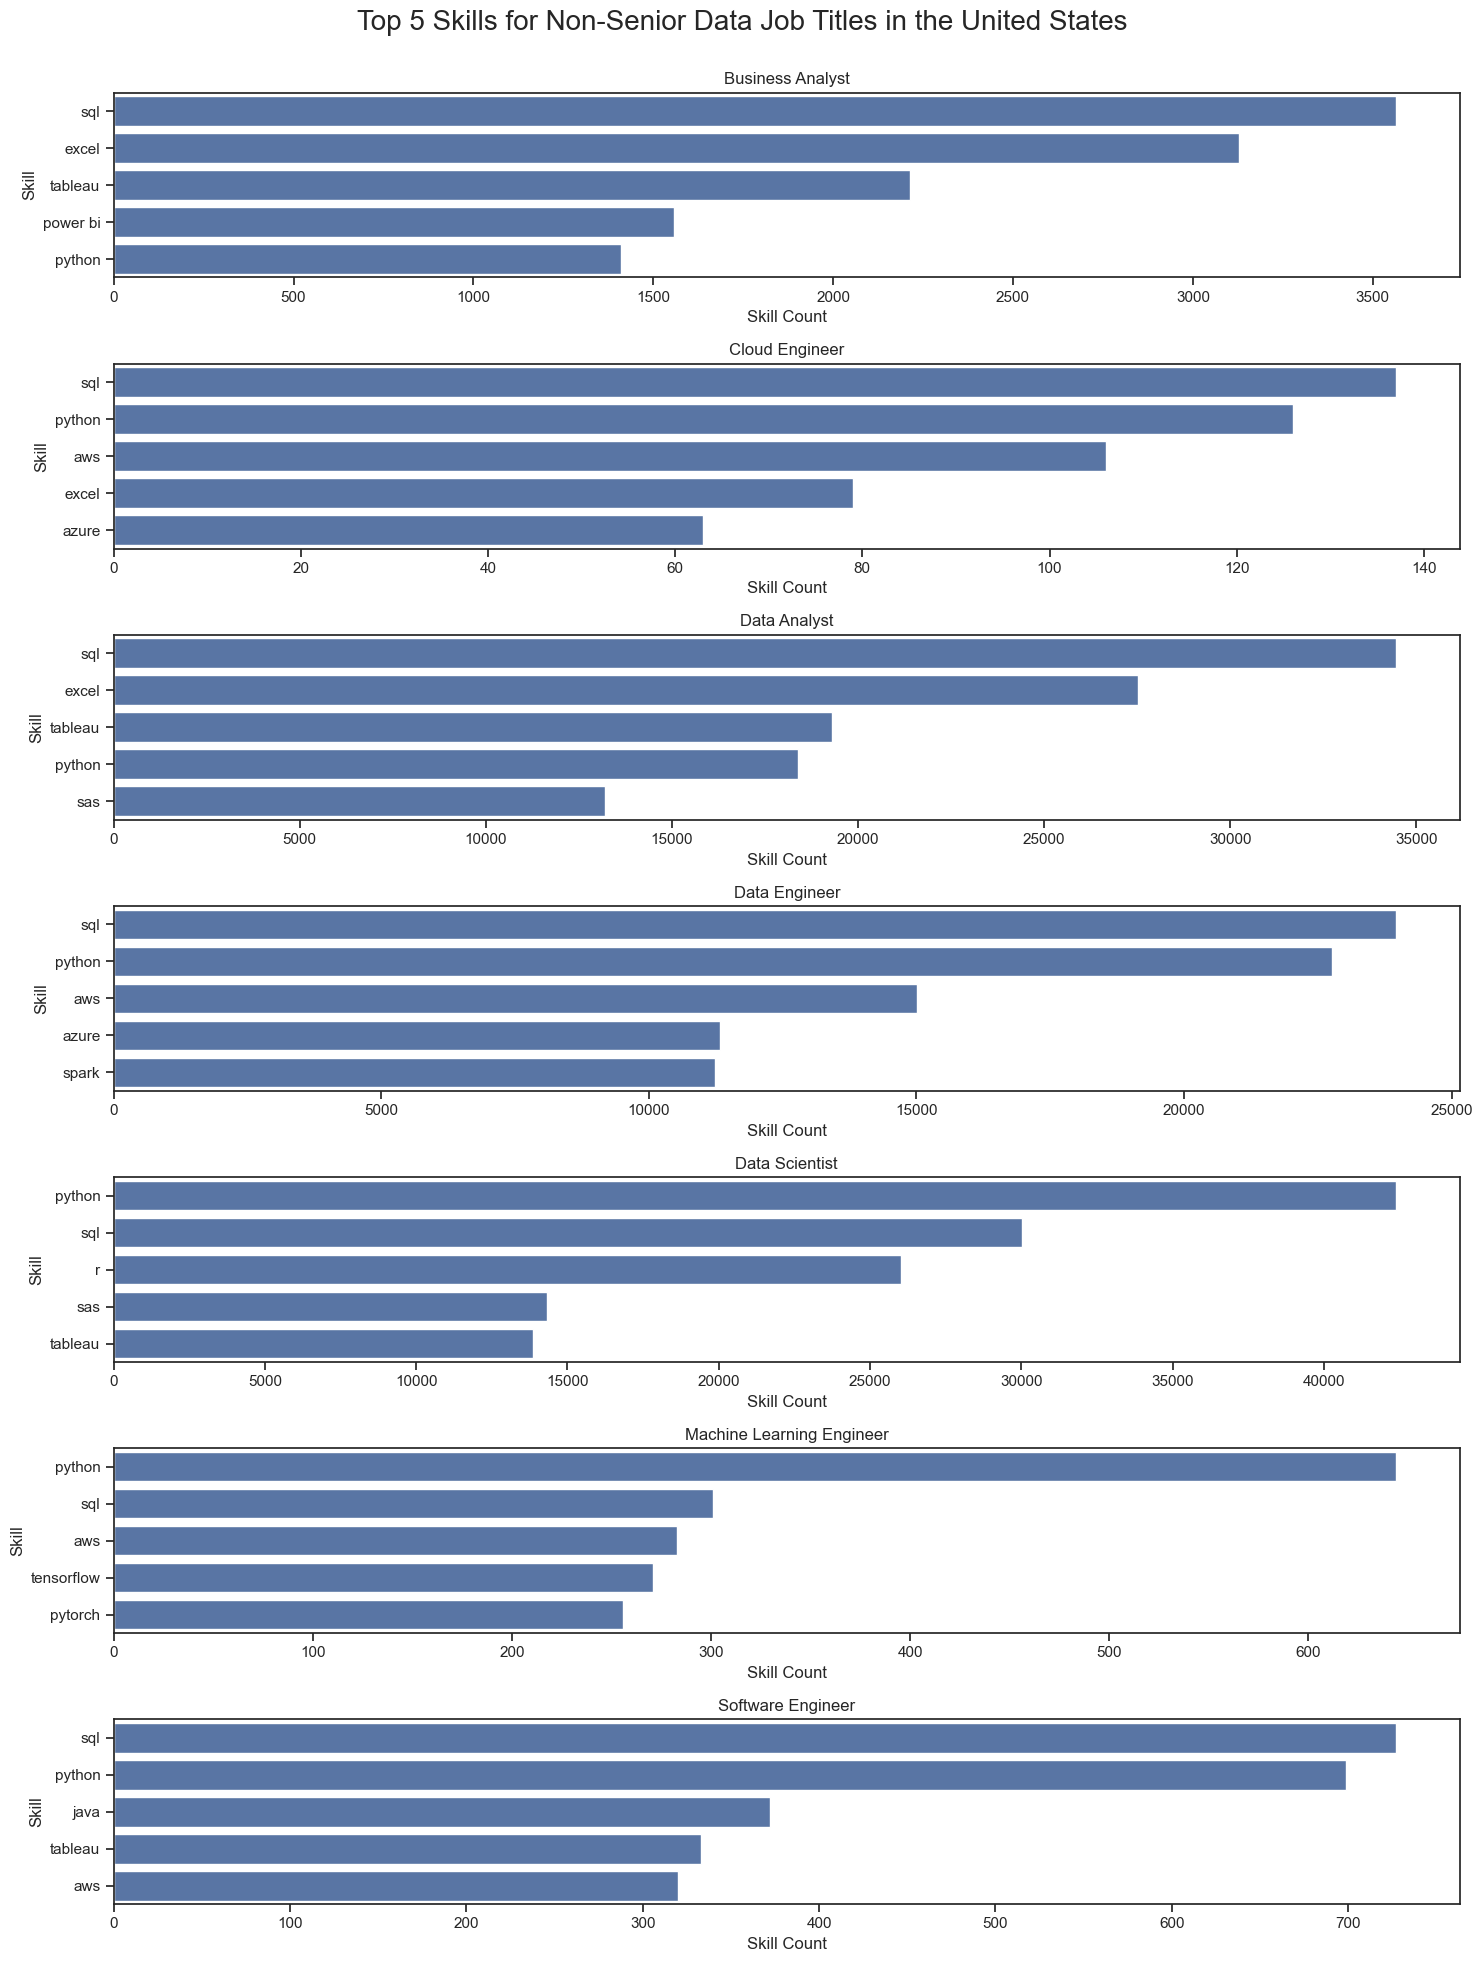 Top 5 Skills for Non-Senior Data Job Titles in the United States
Business Analyst
Skill
sql
excel
tableau
power bi
python
0 500 1000 1500 2000 2500 3000 3500
Skill Count
Cloud Engineer
Skill
sql
python
aws
excel
azure
0 20 40 60 80 100 120 140
Skill Count
Data Analyst
Skill
sql
excel
tableau
python
sas
0 5000 10000 15000 20000 25000 30000 35000
Skill Count
Data Engineer
Skill
sql
python
aws
azure
spark
0 5000 10000 15000 20000 25000
Skill Count
Data Scientist
Skill
python
sql
r
sas
tableau
0 5000 10000 15000 20000 25000 30000 35000 40000
Skill Count
Machine Learning Engineer
Skill
python
sql
aws
tensorflow
pytorch
0 100 200 300 400 500 600
Skill Count
Software Engineer
Skill
sql
python
java
tableau
aws
0 100 200 300 400 500 600 700
Skill Count